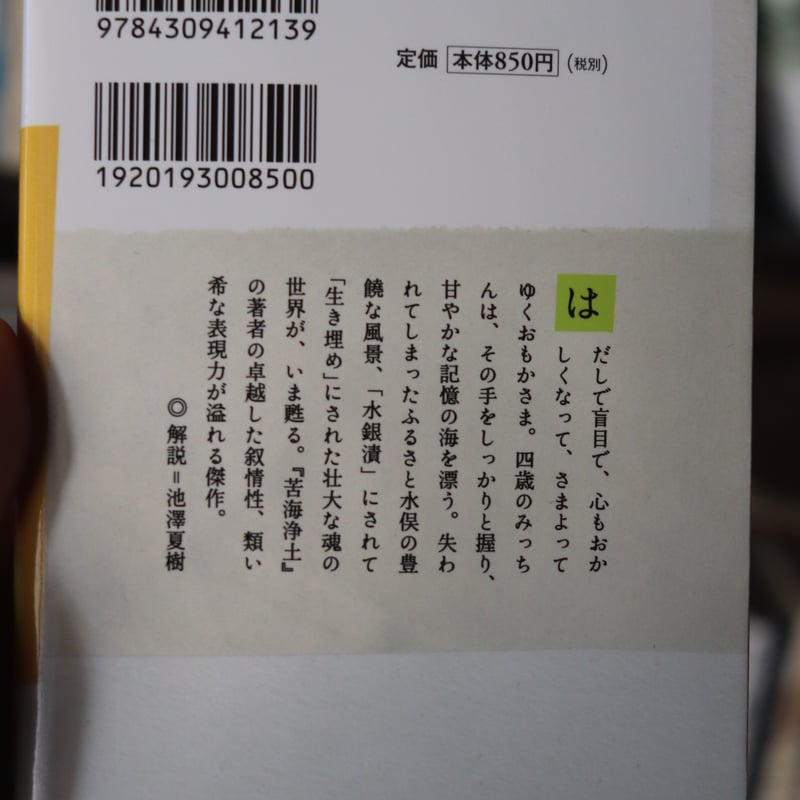 9784309412139
定価 本体850円 (税別)
1920193008500
はだしで盲目で、心もおか
しくなって、さまよって
ゆくおもかさま。四歳のみっち
んは、その手をしっかりと握り、
甘やかな記憶の海を漂う。失わ
れてしまったふるさと水俣の豊
饒な風景、「水銀漬」にされて
「生き埋め」にされた壮大な魂の
世界が、いま甦る。『苦海浄土』
の著者の卓越した叙情性、類い
希な表現力が溢れる傑作。
◎解説=池澤夏樹